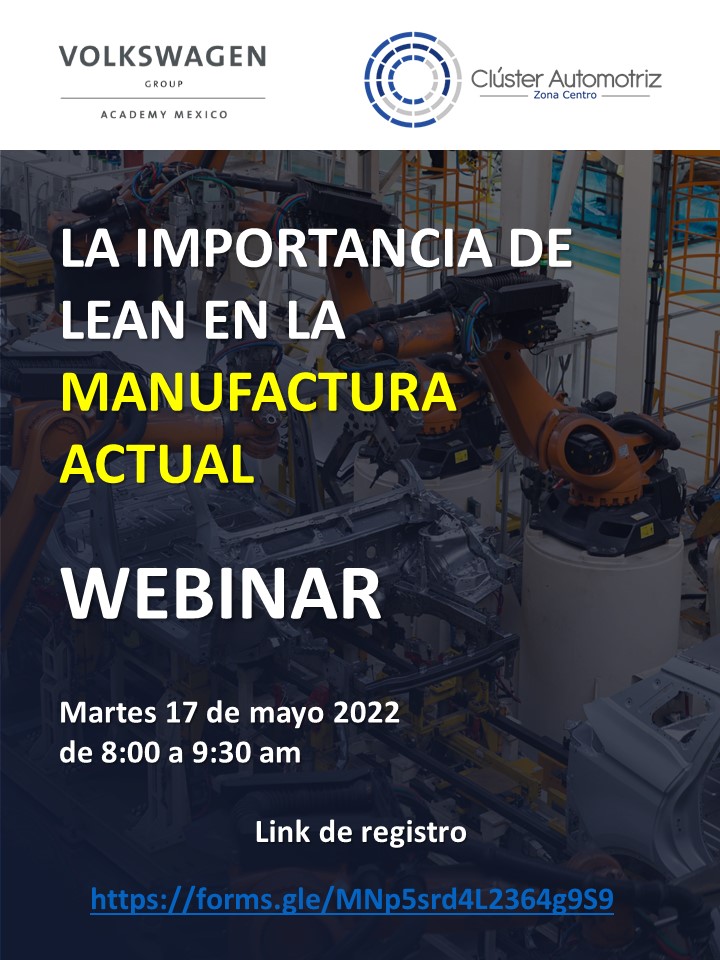 VOLKSWAGEN
GROUP
ACADEMY MEXICO
Clúster Automotriz
Zona Centro
LA IMPORTANCIA DE
LEAN EN LA
MANUFACTURA
ACTUAL
WEBINAR
Martes 17 de mayo 2022
de 8:00 a 9:30 am
Link de registro
https://forms.gle/MNp5srd4L2364g9S9